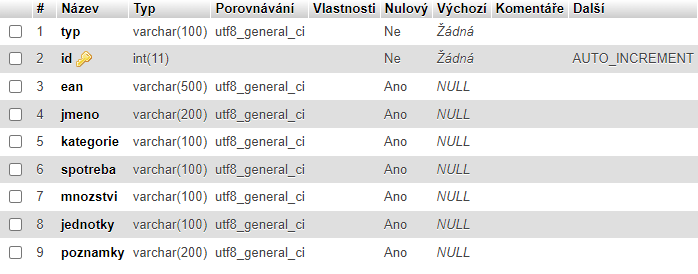 # Název Typ Porovnávání Vlastnosti Nulový Výchozí Komentáře Další
1 typ varchar(100) utf8_general_ci Ne Žádná
2 id int(11) Ne Žádná AUTO_INCREMENT
3 ean varchar(500) utf8_general_ci Ano NULL
4 jmeno varchar(200) utf8_general_ci Ano NULL
5 kategorie varchar(100) utf8_general_ci Ano NULL
6 spotreba varchar(100) utf8_general_ci Ano NULL
7 mnozstvi varchar(100) utf8_general_ci Ano NULL
8 jednotky varchar(100) utf8_general_ci Ano NULL
9 poznamky varchar(200) utf8_general_ci Ano NULL